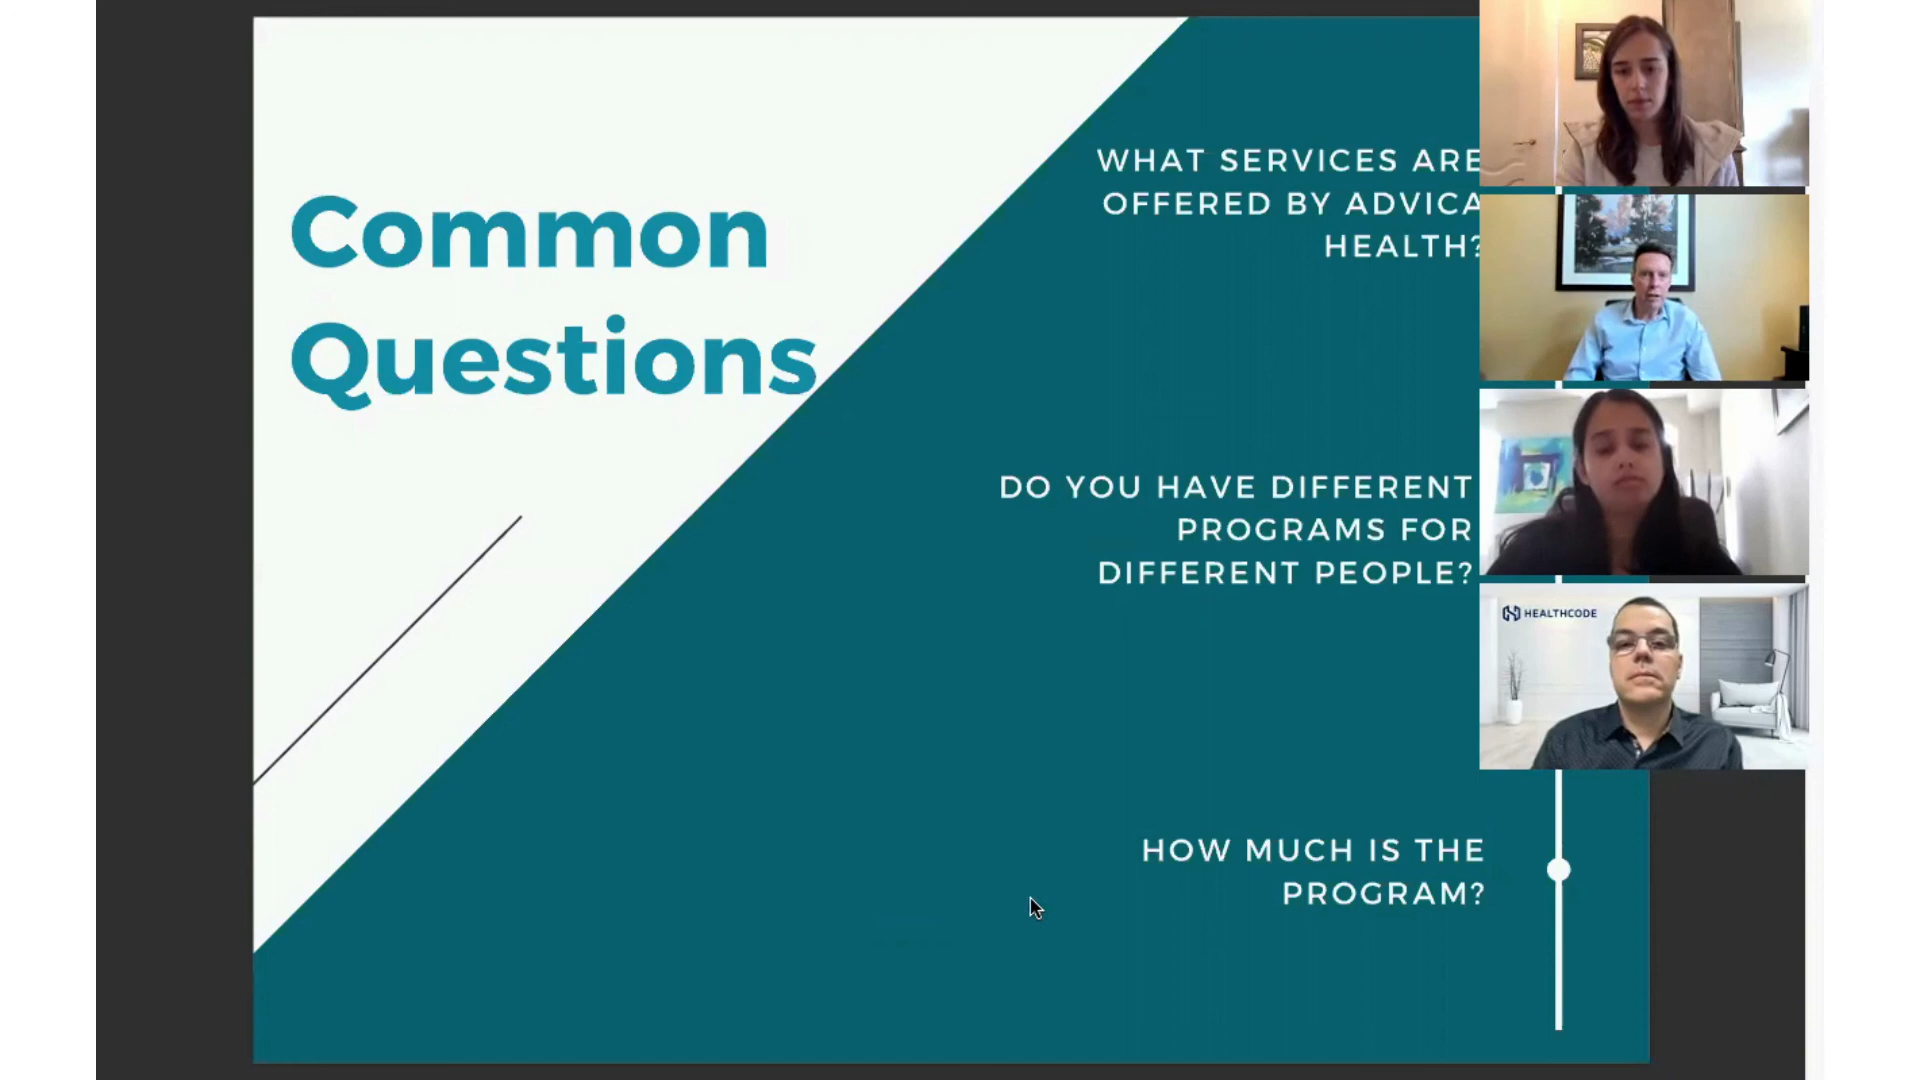 Common
Questions
WHAT SERVICES ARE
OFFERED BY ADVICA
HEALTH?
DO YOU HAVE DIFFERENT
PROGRAMS FOR
DIFFERENT PEOPLE?
HOW MUCH IS THE
PROGRAM?
HEALTHCODE